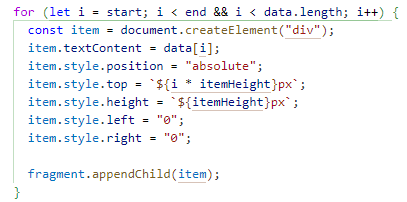 for (let i = start; i < end && i < data.length; i++) {
  const item = document.createElement("div");
  item.textContent = data[i];
  item.style.position = "absolute";
  item.style.top = `${i * itemHeight}px`;
  item.style.height = `${itemHeight}px`;
  item.style.left = "0";
  item.style.right = "0";

  fragment.appendChild(item);
}